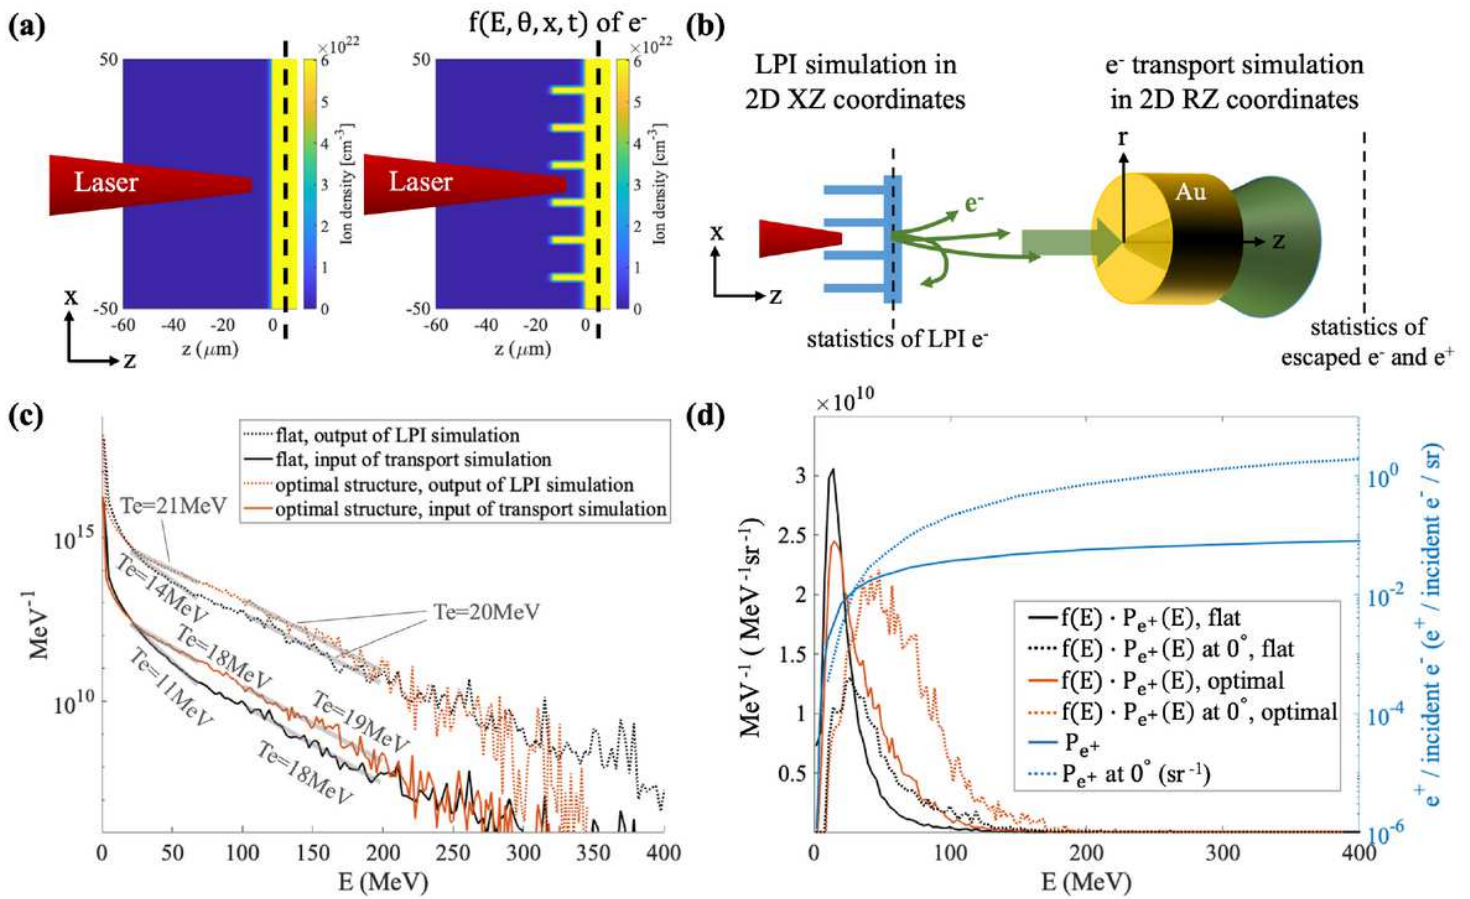 (a)
f(E, θ, x, t) of e⁻
50
-50
-60
-40
-20
0
z (μm)
×10²²
6
5
4
3
2
1
0
Ion density [cm⁻³]
Laser
x
z
50
-50
-60
-40
-20
0
z (μm)
×10²²
6
5
4
3
2
1
0
Ion density [cm⁻³]
Laser
(b)
LPI simulation in
2D XZ coordinates
e⁻ transport simulation
in 2D RZ coordinates
r
Au
z
e⁻
x
z
statistics of LPI e⁻
statistics of
escaped e⁻ and e⁺
(c)
flat, output of LPI simulation
flat, input of transport simulation
optimal structure, output of LPI simulation
optimal structure, input of transport simulation
Te=21MeV
Te=14MeV
Te=20MeV
Te=18MeV
Te=11MeV
Te=19MeV
Te=18MeV
10¹⁵
10¹⁰
MeV⁻¹
0
50
100
150
200
250
300
350
400
E (MeV)
(d)
×10¹⁰
3
2.5
2
1.5
1
0.5
MeV⁻¹ ( MeV⁻¹sr⁻¹)
f(E) · Pₑ₊(E), flat
f(E) · Pₑ₊(E) at 0°, flat
f(E) · Pₑ₊(E), optimal
f(E) · Pₑ₊(E) at 0°, optimal
Pₑ₊
Pₑ₊ at 0° (sr⁻¹)
10⁰
10⁻²
10⁻⁴
10⁻⁶
e⁺ / incident e⁻ (e⁺ / incident e⁻ / sr)
0
100
200
300
400
E (MeV)